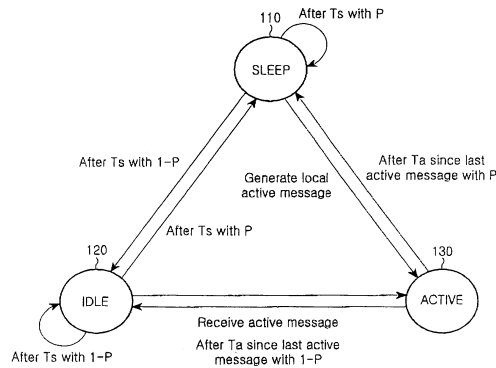 After Ts with P
110
SLEEP
After Ts with 1-P
Generate local
active message
After Ta since last
active message with P
After Ts with P
120
IDLE
130
ACTIVE
Receive active message
After Ts with 1-P
After Ta since last active
message with 1-P